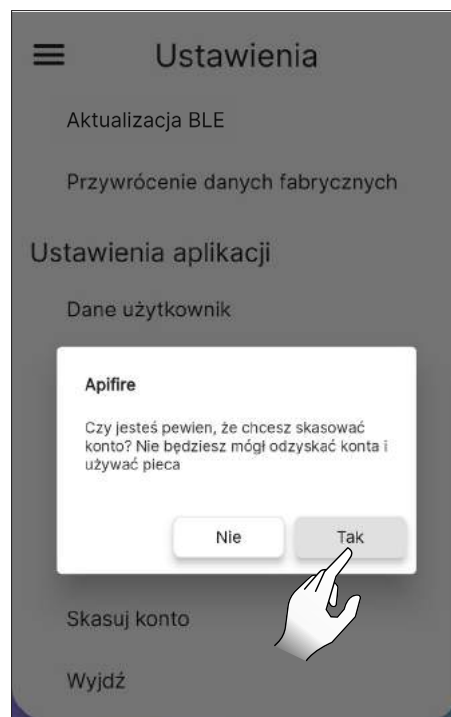 Ustawienia
Aktualizacja BLE
Przywrócenie danych fabrycznych
Ustawienia aplikacji
Dane użytkownik
Apifire
Czy jesteś pewien, że chcesz skasować
konto? Nie będziesz mógł odzyskać konta i
używać pieca
Nie
Tak
Skasuj konto
Wyjdź